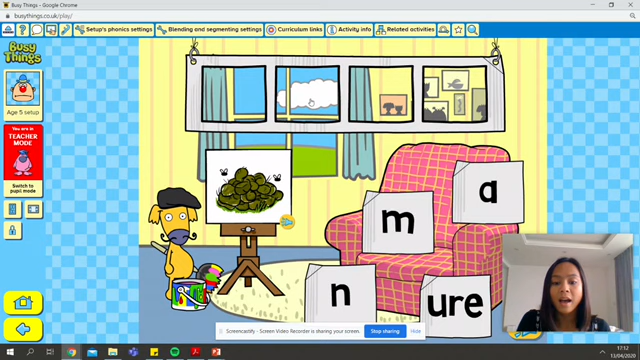 Busy Things - Google Chrome
busythings.co.uk/play/
Setup's phonics settings
Blending and segmenting settings
Curriculum links
Activity info
Related activities
BUSY
THINGS
Age 5 setup
You are in
TEACHER
MODE
Switch to
pupil mode
a
m
n
ure
Screencastify - Screen Video Recorder is sharing your screen.
Stop sharing
Hide
17:12
13/04/2020